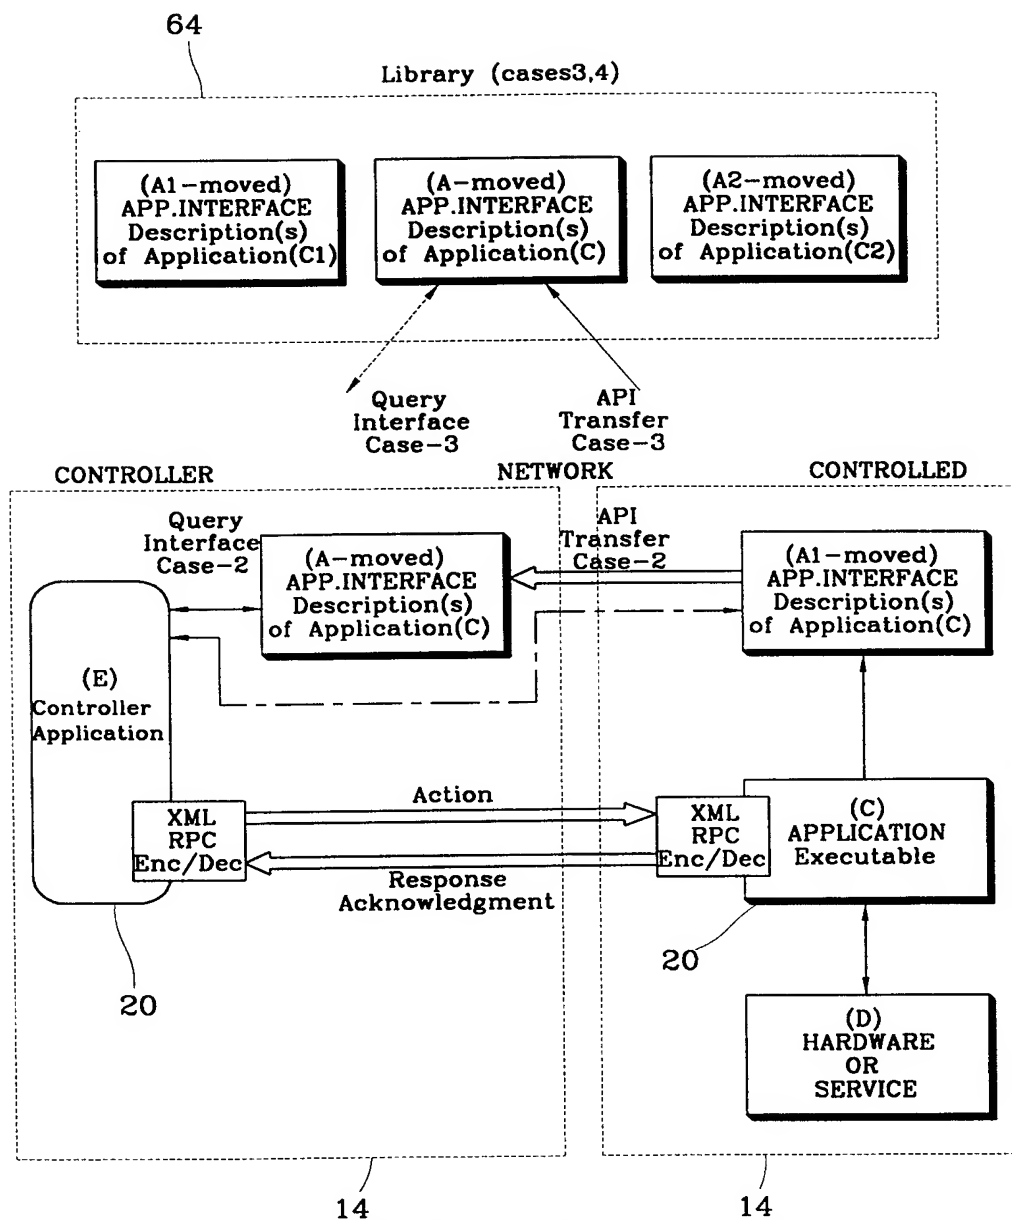 64
Library (cases3,4)
(A1-moved)
APP.INTERFACE
Description(s)
of Application(C1)
(A-moved)
APP.INTERFACE
Description(s)
of Application(C)
(A2-moved)
APP.INTERFACE
Description(s)
of Application(C2)
Query
Interface
Case-3
API
Transfer
Case-3
CONTROLLER
NETWORK
CONTROLLED
Query
Interface
Case-2
(A-moved)
APP.INTERFACE
Description(s)
of Application(C)
API
Transfer
Case-2
(A1-moved)
APP.INTERFACE
Description(s)
of Application(C)
(E)
Controller
Application
XML
RPC
Enc/Dec
Action
Response
Acknowledgment
XML
RPC
Enc/Dec
(C)
APPLICATION
Executable
20
20
(D)
HARDWARE
OR
SERVICE
14
14